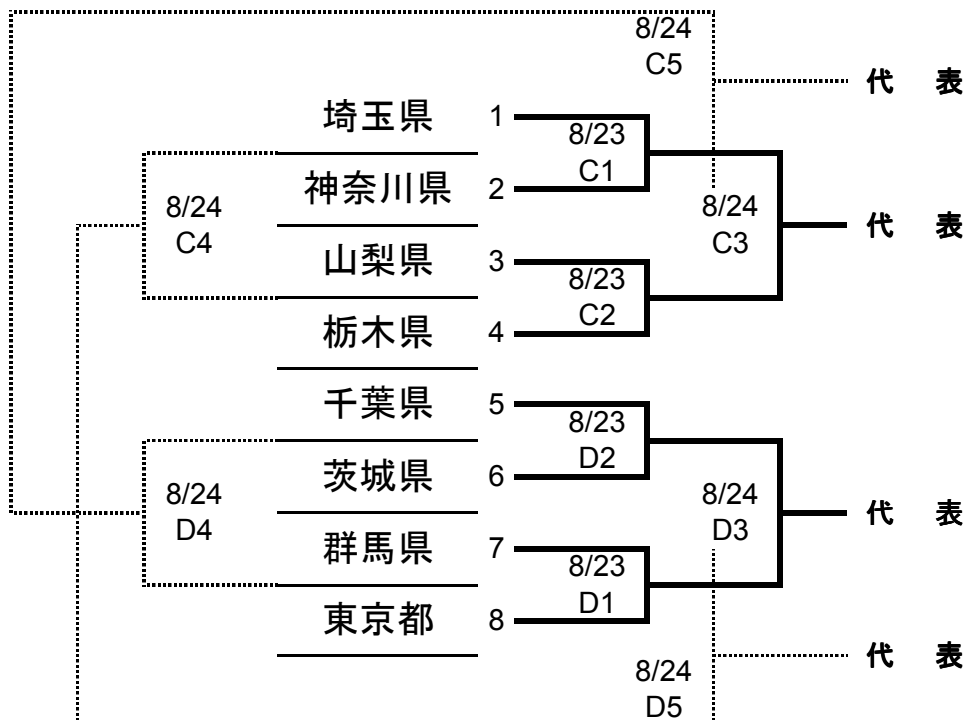 8/24
C5
代 表
埼玉県 1
8/23
C1
神奈川県 2
8/24
C4
8/24
C3
代 表
山梨県 3
8/23
C2
栃木県 4
千葉県 5
8/23
D2
茨城県 6
8/24
D4
8/24
D3
代 表
群馬県 7
8/23
D1
東京都 8
代 表
8/24
D5